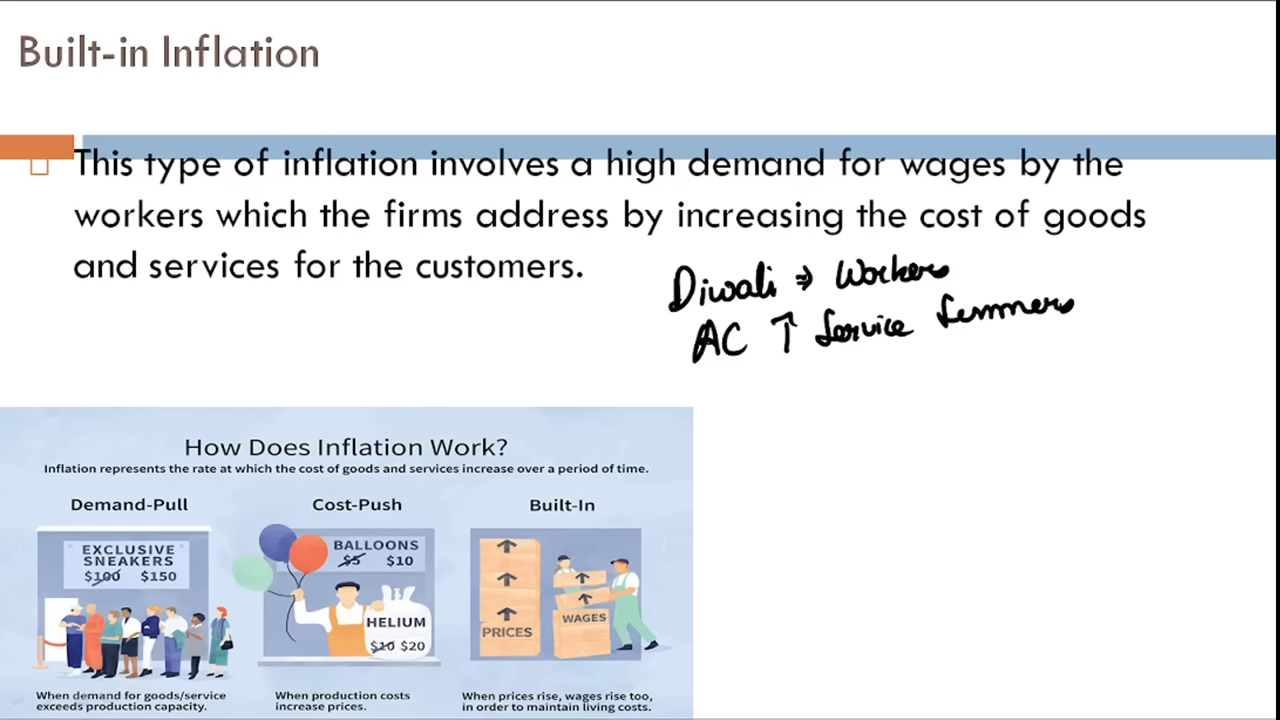 Built-in Inflation
This type of inflation involves a high demand for wages by the
workers which the firms address by increasing the cost of goods
and services for the customers.
Diwali ⇒ Workers
AC ↑ Service Summers
How Does Inflation Work?
Inflation represents the rate at which the cost of goods and services increase over a period of time.
Demand-Pull
EXCLUSIVE
SNEAKERS
$100 $150
When demand for goods/service
exceeds production capacity.
Cost-Push
BALLOONS
$5 $10
HELIUM
$10 $20
When production costs
increase prices.
Built-In
PRICES
WAGES
When prices rise, wages rise too,
in order to maintain living costs.